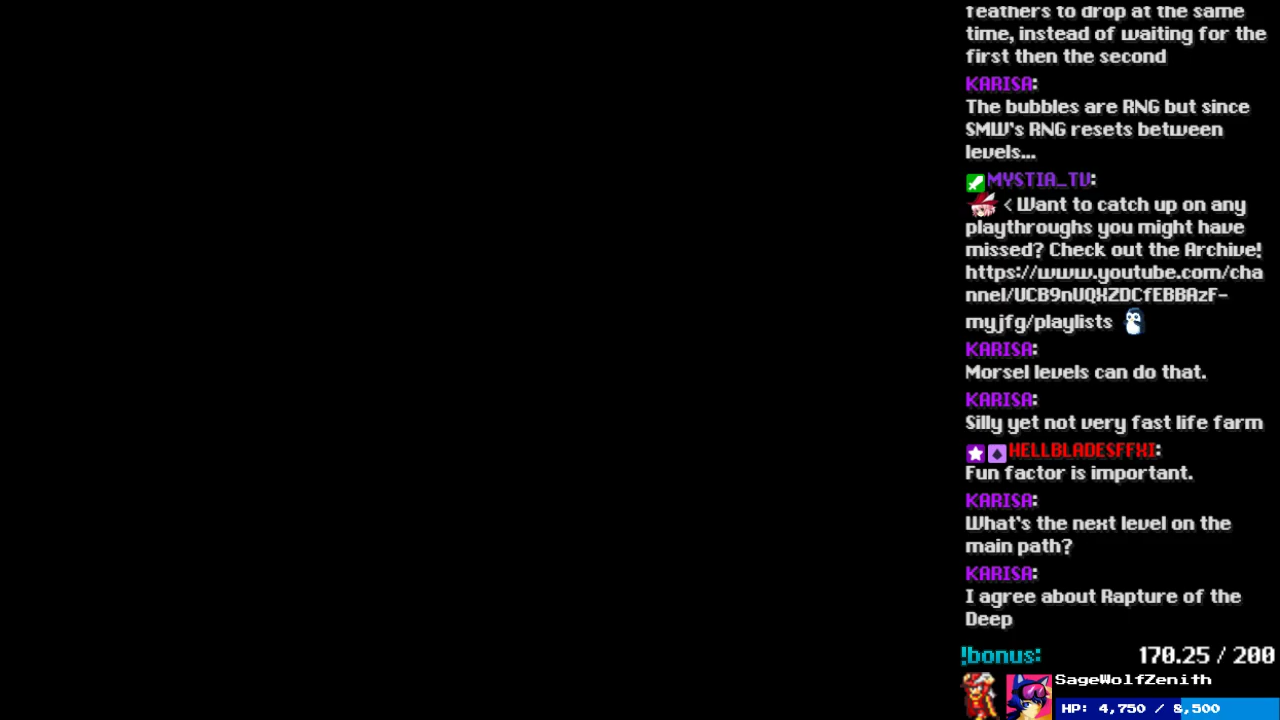 feathers to drop at the same
time, instead of waiting for the
first then the second
KARISA:
The bubbles are RNG but since
SMW's RNG resets between
levels...
MYSTIA_TV:
< Want to catch up on any
playthroughs you might have
missed? Check out the Archive!
https://www.youtube.com/cha
nnel/UCB9nUQXZDCfEBBAzF-
myjfg/playlists
KARISA:
Morsel levels can do that.
KARISA:
Silly yet not very fast life farm
HELLBLADESFFXI:
Fun factor is important.
KARISA:
What's the next level on the
main path?
KARISA:
I agree about Rapture of the
Deep
!bonus: 170.25 / 200
SageWolfZenith
HP: 4,750 / 8,500